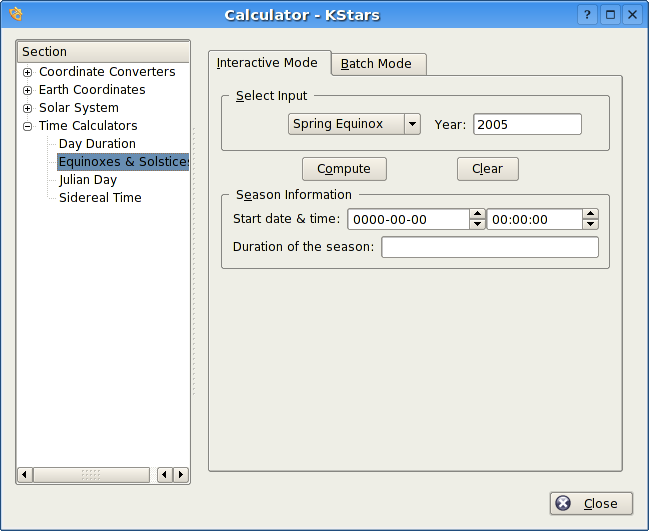 Calculator - KStars
Section
Coordinate Converters
Earth Coordinates
Solar System
Time Calculators
Day Duration
Equinoxes & Solstices
Julian Day
Sidereal Time
Interactive Mode
Batch Mode
Select Input
Spring Equinox
Year: 2005
Compute
Clear
Season Information
Start date & time: 0000-00-00 00:00:00
Duration of the season:
Close